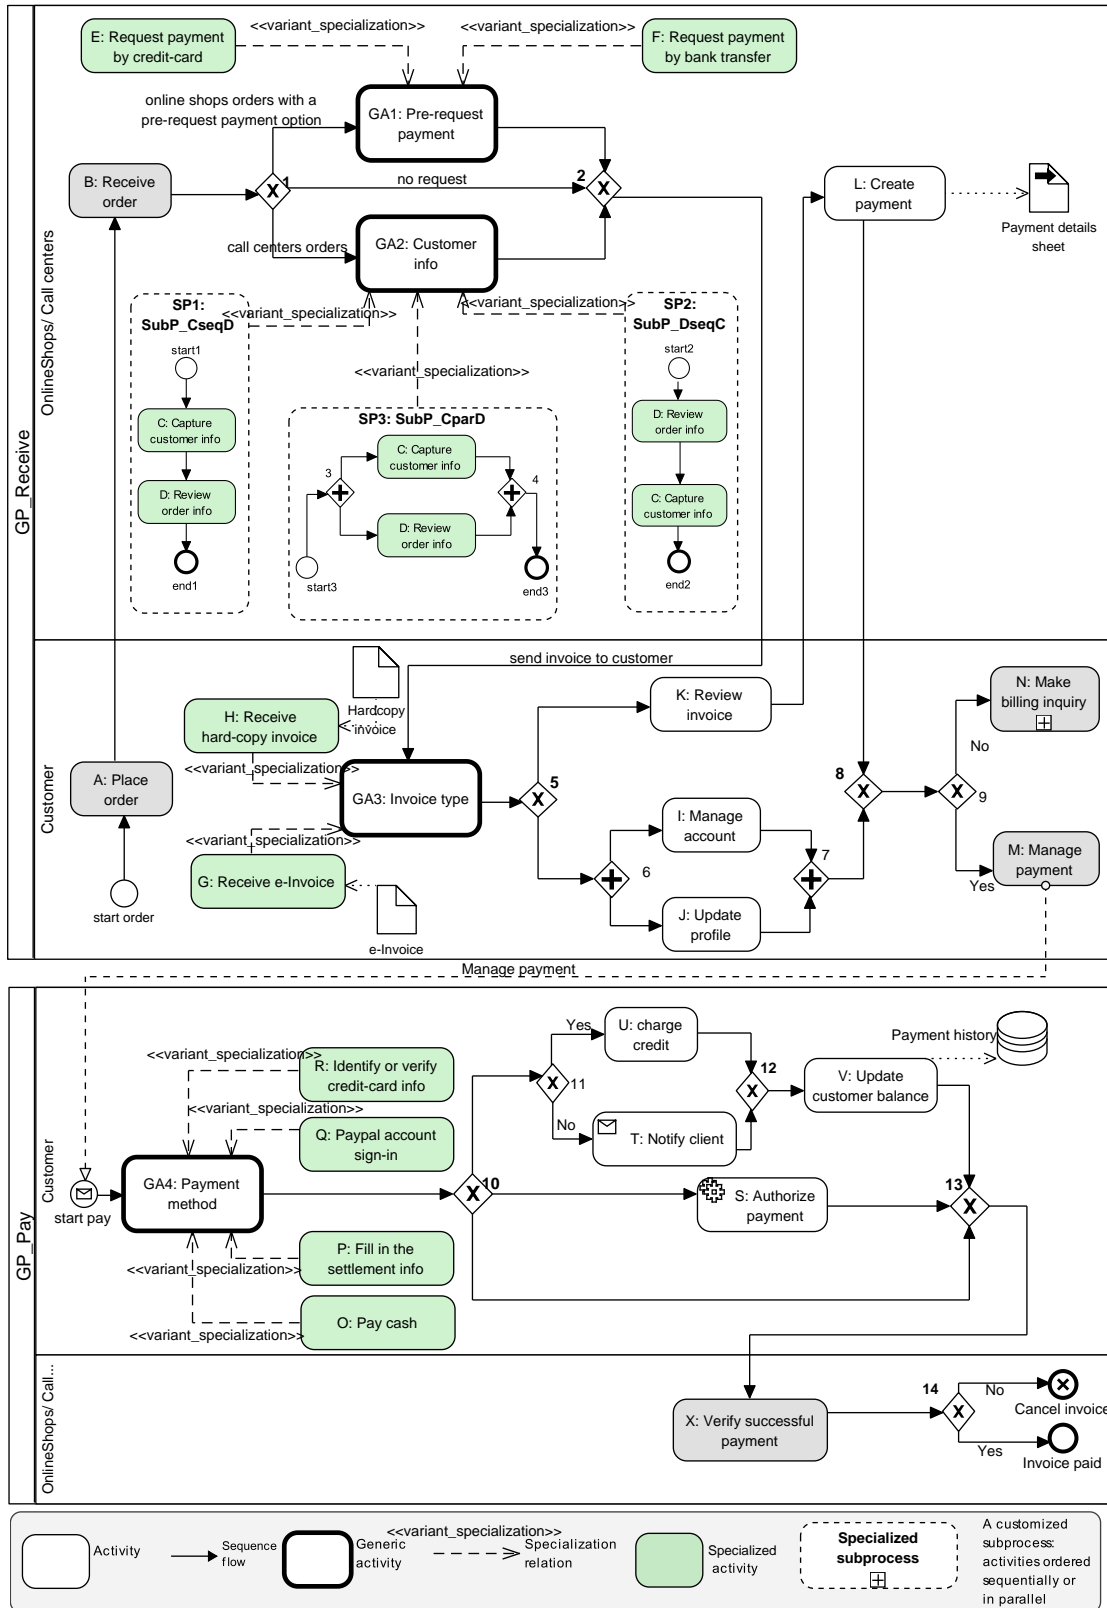 <<variant_specialization>>
<<variant_specialization>>
E: Request payment
by credit-card
F: Request payment
by bank transfer
online shops orders with a
pre-request payment option
GA1: Pre-request
payment
B: Receive
order
1
no request
2
L: Create
payment
Payment details
sheet
call centers orders
GA2: Customer
info
OnlineShops/ Call centers
GP_Receive
SP1:
SubP_CseqD
<<variant_specialization>>
<<variant_specialization>>
SP2:
SubP_DseqC
start1
C: Capture
customer info
D: Review
order info
end1
<<variant_specialization>>
SP3: SubP_CparD
3
C: Capture
customer info
4
D: Review
order info
start3
end3
start2
D: Review
order info
C: Capture
customer info
end2
send invoice to customer
Customer
Hardcopy
invoice
H: Receive
hard-copy invoice
<<variant_specialization>>
K: Review
invoice
N: Make
billing inquiry
No
A: Place
order
GA3: Invoice type
5
8
9
<<variant_specialization>>
I: Manage
account
6
7
M: Manage
payment
Yes
G: Receive e-Invoice
J: Update
profile
start order
e-Invoice
Manage payment
GP_Pay
Customer
Yes
U: charge
credit
Payment history
<<variant_specialization>>
R: Identify or verify
credit-card info
11
12
V: Update
customer balance
<<variant_specialization>>
No
T: Notify client
Q: Paypal account
sign-in
start pay
GA4: Payment
method
10
S: Authorize
payment
13
P: Fill in the
settlement info
<<variant_specialization>>
O: Pay cash
<<variant_specialization>>
OnlineShops/ Call...
X: Verify successful
payment
14
No
Cancel invoice
Yes
Invoice paid
Activity
Sequence
flow
<<variant_specialization>>
Generic
activity
Specialization
relation
Specialized
activity
Specialized
subprocess
A customized
subprocess:
activities ordered
sequentially or
in parallel